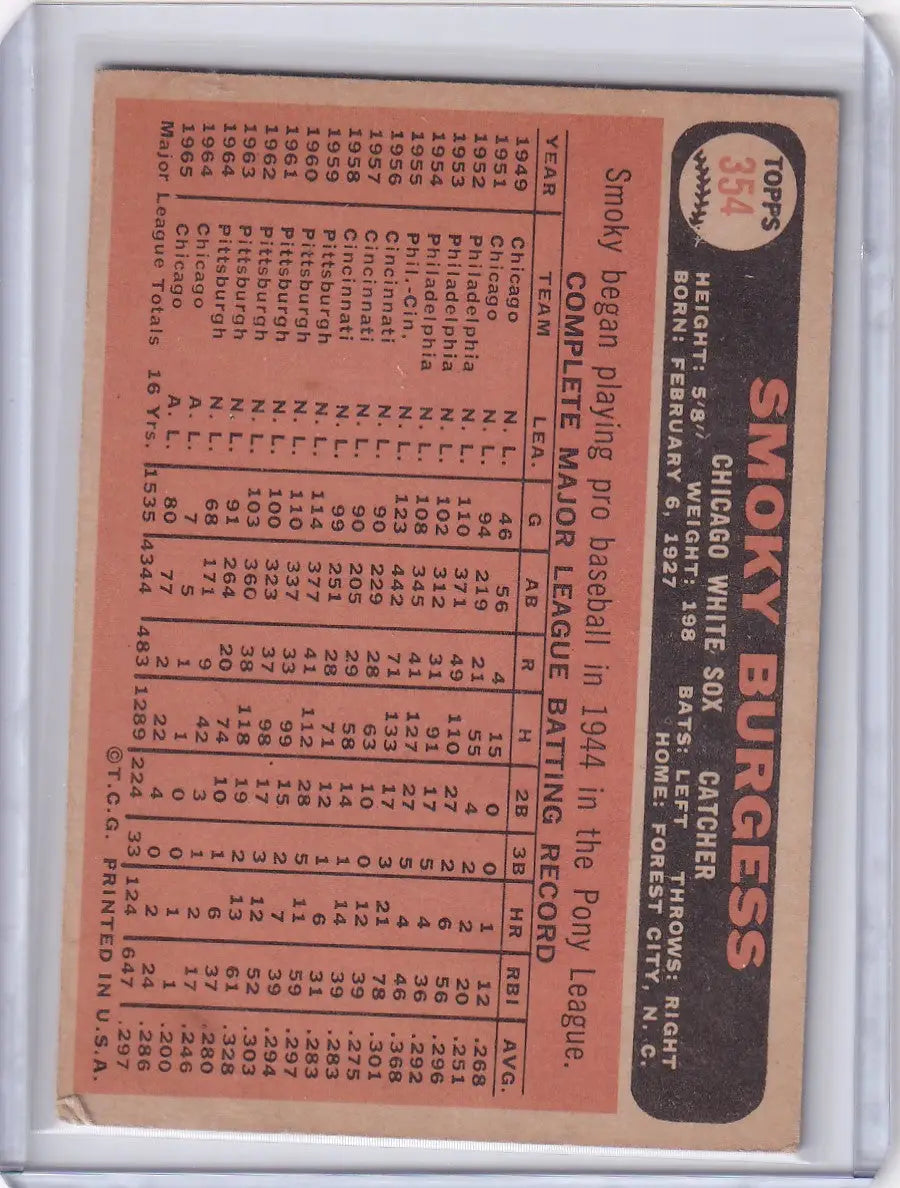 TOPPS
354
SMOKY BURGESS
CHICAGO WHITE SOX CATCHER
HEIGHT: 5'8" WEIGHT: 198 BATS: LEFT THROWS: RIGHT
BORN: FEBRUARY 6, 1927 HOME: FOREST CITY, N. C.
Smoky began playing pro baseball in 1944 in the Pony League.
COMPLETE MAJOR LEAGUE BATTING RECORD
YEAR TEAM LEA. G AB R H 2B 3B HR RBI AVG.
1949 Chicago N. L. 46 56 4 15 0 0 1 12 .268
1951 Chicago N. L. 94 219 21 55 4 2 2 20 .251
1952 Philadelphia N. L. 110 371 49 110 27 2 6 56 .296
1953 Philadelphia N. L. 102 312 31 91 17 5 4 36 .292
1954 Philadelphia N. L. 108 345 41 127 27 5 4 46 .368
1955 Phil.-Cin. N. L. 123 442 71 133 17 3 21 78 .301
1956 Cincinnati N. L. 90 229 28 63 10 0 12 39 .275
1957 Cincinnati N. L. 90 205 29 58 14 1 14 39 .283
1958 Cincinnati N. L. 99 251 28 71 12 1 6 31 .283
1959 Pittsburgh N. L. 114 377 41 112 28 5 11 59 .297
1960 Pittsburgh N. L. 110 337 33 99 15 2 7 39 .294
1961 Pittsburgh N. L. 100 323 37 98 17 3 12 52 .303
1962 Pittsburgh N. L. 103 360 38 118 19 2 13 61 .328
1963 Pittsburgh N. L. 91 264 20 74 10 1 6 37 .280
1964 Pittsburgh N. L. 68 171 9 42 3 1 2 17 .246
1964 Chicago A. L. 7 5 1 1 0 0 1 1 .200
1965 Chicago A. L. 80 77 2 22 4 0 2 24 .286
Major League Totals 16 Yrs. 1535 4344 483 1289 224 33 124 647 .297
©T.C.G. PRINTED IN U.S.A.